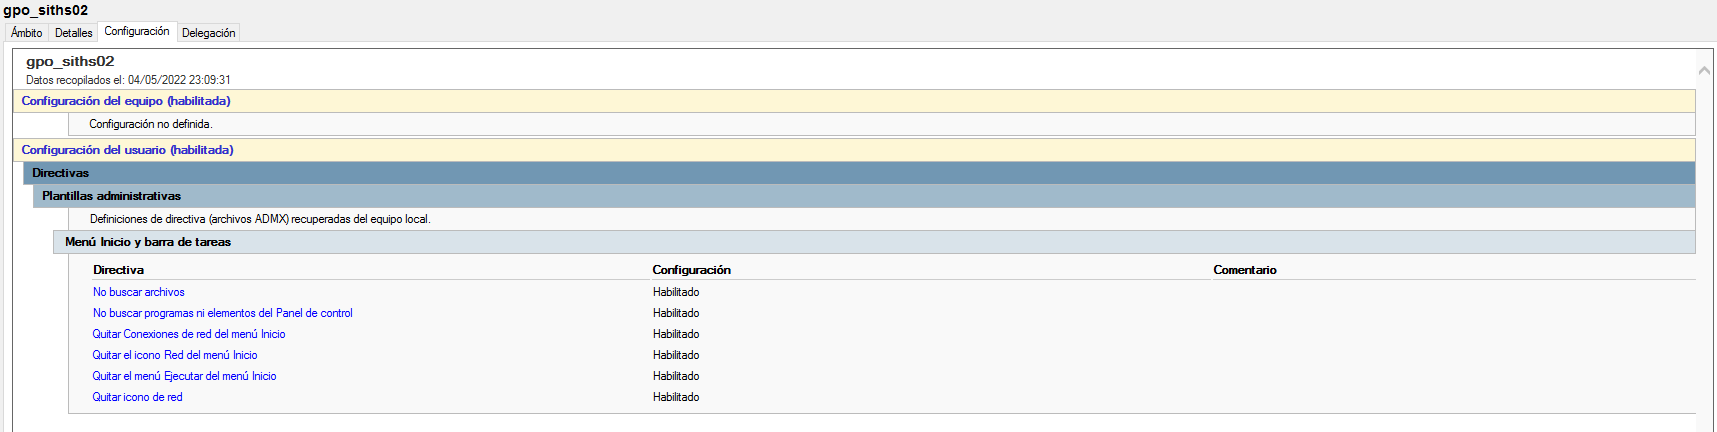 gpo_siths02
Ámbito Detalles Configuración Delegación
gpo_siths02
Datos recopilados el: 04/05/2022 23:09:31
Configuración del equipo (habilitada)
Configuración no definida.
Configuración del usuario (habilitada)
Directivas
Plantillas administrativas
Definiciones de directiva (archivos ADMX) recuperadas del equipo local.
Menú Inicio y barra de tareas
Directiva Configuración Comentario
No buscar archivos Habilitado
No buscar programas ni elementos del Panel de control Habilitado
Quitar Conexiones de red del menú Inicio Habilitado
Quitar el icono Red del menú Inicio Habilitado
Quitar el menú Ejecutar del menú Inicio Habilitado
Quitar icono de red Habilitado